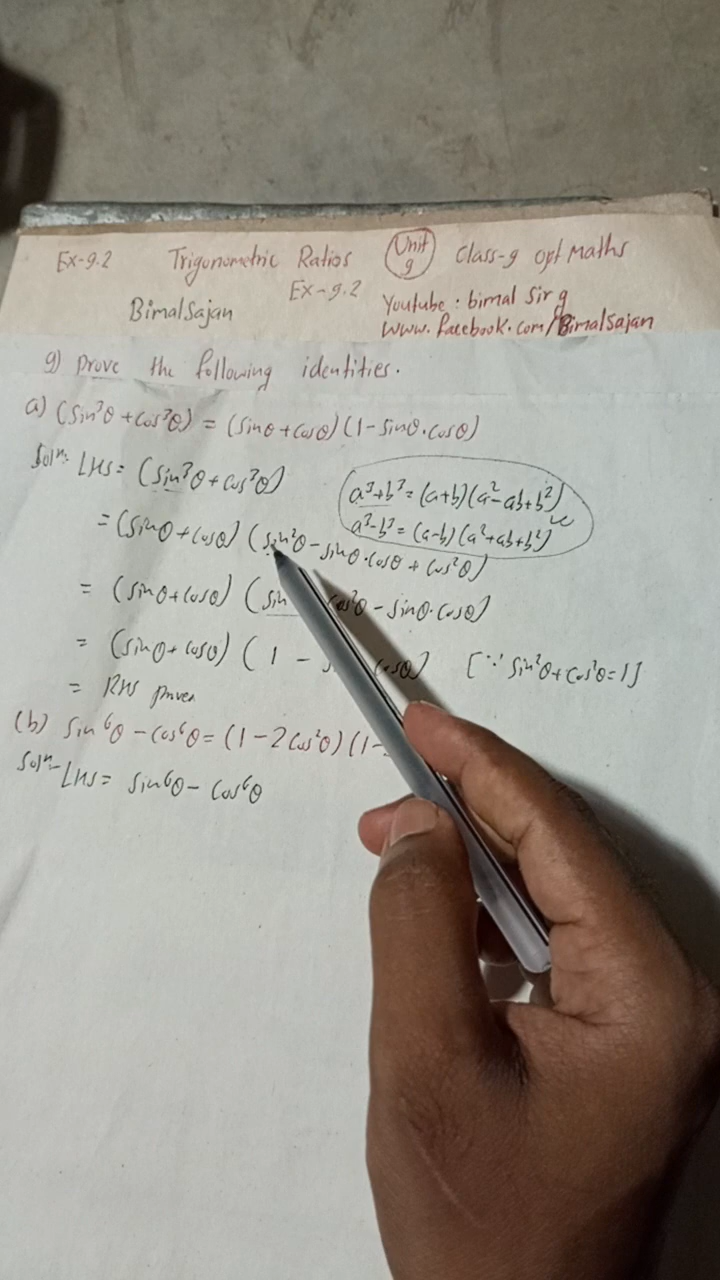 Ex-9.2 Trigonometric Ratios Unit 9 Class-9 opt Maths
Ex-9.2
BimalSajan Youtube : bimal Sir g
www.facebook.com/BimalSajan
9) Prove the following identities.
a) (Sin³θ + Cos³θ) = (Sinθ + Cosθ) (1 - Sinθ.Cosθ)
Solⁿ- LHS = (Sin³θ + Cos³θ)
a³+b³ = (a+b)(a²-ab+b²)
a³-b³ = (a-b)(a²+ab+b²)
= (Sinθ + Cosθ) (Sin²θ - Sinθ.Cosθ + Cos²θ)
= (Sinθ + Cosθ) (Sin Cos²θ - Sinθ.Cosθ)
= (Sinθ + Cosθ) ( 1 - Cosθ) [∵ Sin²θ + Cos²θ = 1]
= RHS proven
(b) Sin⁶θ - Cos⁶θ = (1 - 2Cos²θ) (1-
Solⁿ- LHS = Sin⁶θ - Cos⁶θ